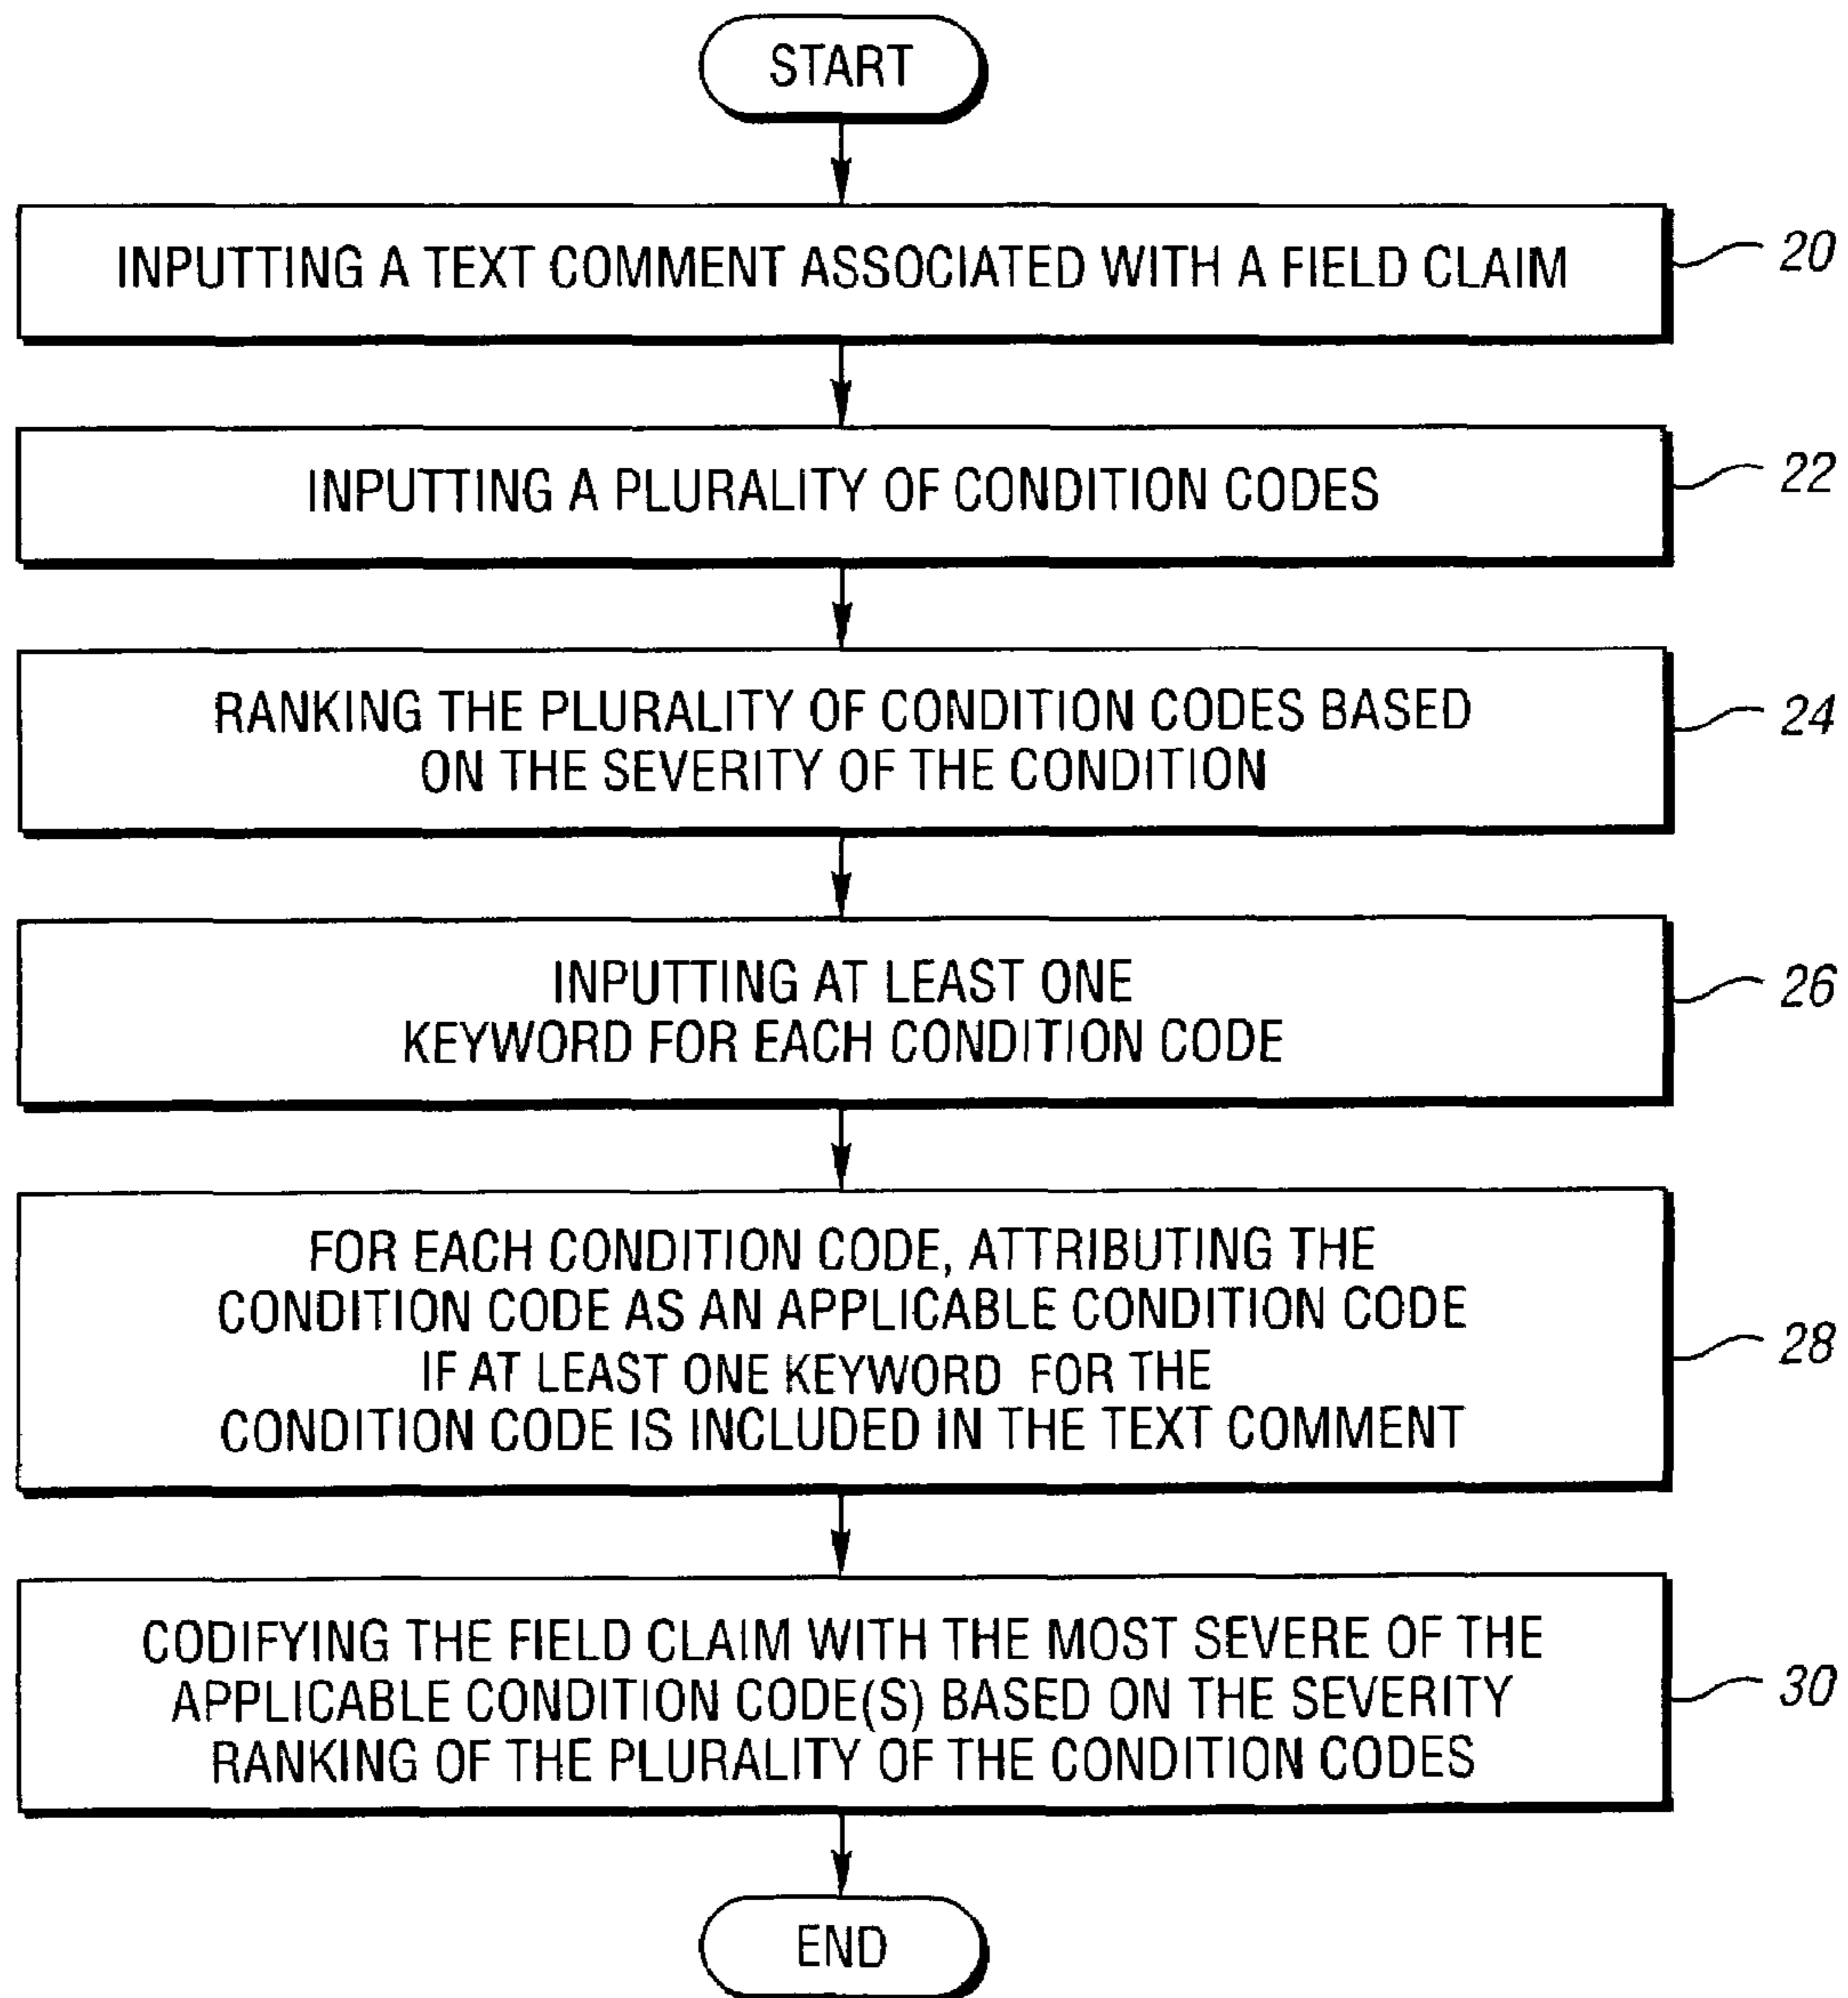 START
INPUTTING A TEXT COMMENT ASSOCIATED WITH A FIELD CLAIM
20
INPUTTING A PLURALITY OF CONDITION CODES
22
RANKING THE PLURALITY OF CONDITION CODES BASED
ON THE SEVERITY OF THE CONDITION
24
INPUTTING AT LEAST ONE
KEYWORD FOR EACH CONDITION CODE
26
FOR EACH CONDITION CODE, ATTRIBUTING THE
CONDITION CODE AS AN APPLICABLE CONDITION CODE
IF AT LEAST ONE KEYWORD FOR THE
CONDITION CODE IS INCLUDED IN THE TEXT COMMENT
28
CODIFYING THE FIELD CLAIM WITH THE MOST SEVERE OF THE
APPLICABLE CONDITION CODE(S) BASED ON THE SEVERITY
RANKING OF THE PLURALITY OF THE CONDITION CODES
30
END